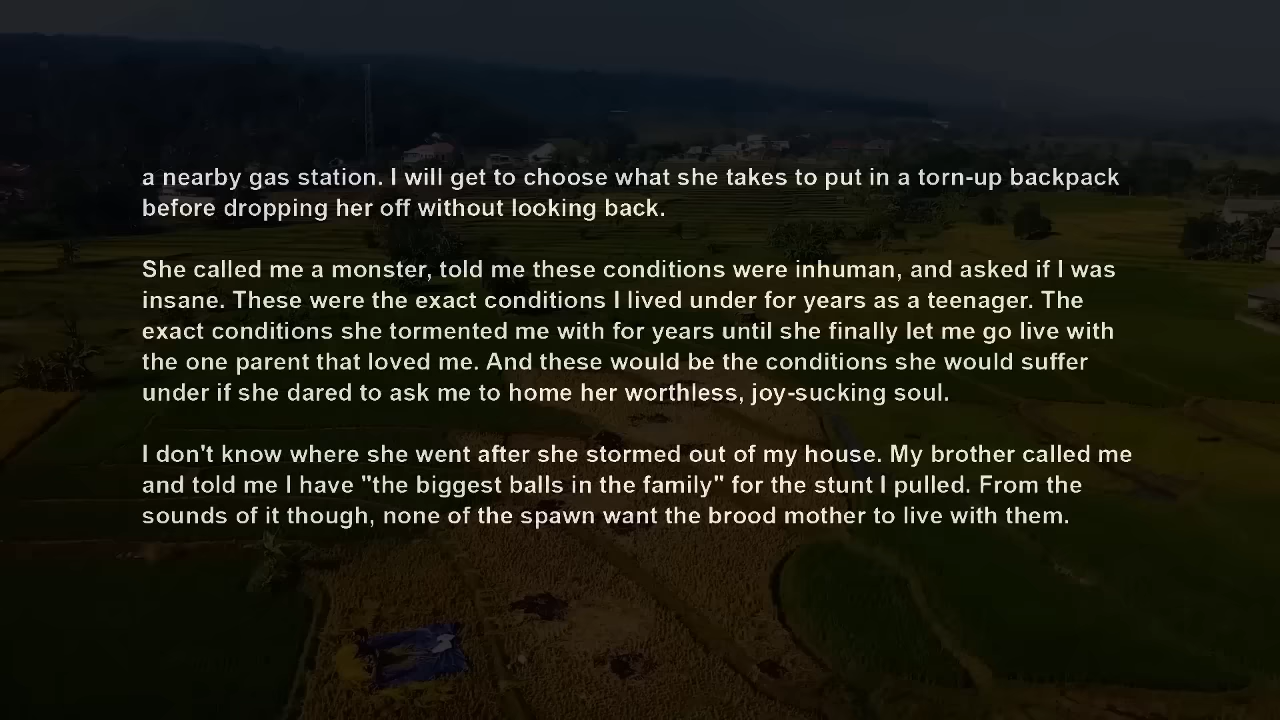 a nearby gas station. I will get to choose what she takes to put in a torn-up backpack
before dropping her off without looking back.
She called me a monster, told me these conditions were inhuman, and asked if I was
insane. These were the exact conditions I lived under for years as a teenager. The
exact conditions she tormented me with for years until she finally let me go live with
the one parent that loved me. And these would be the conditions she would suffer
under if she dared to ask me to home her worthless, joy-sucking soul.
I don't know where she went after she stormed out of my house. My brother called me
and told me I have "the biggest balls in the family" for the stunt I pulled. From the
sounds of it though, none of the spawn want the brood mother to live with them.